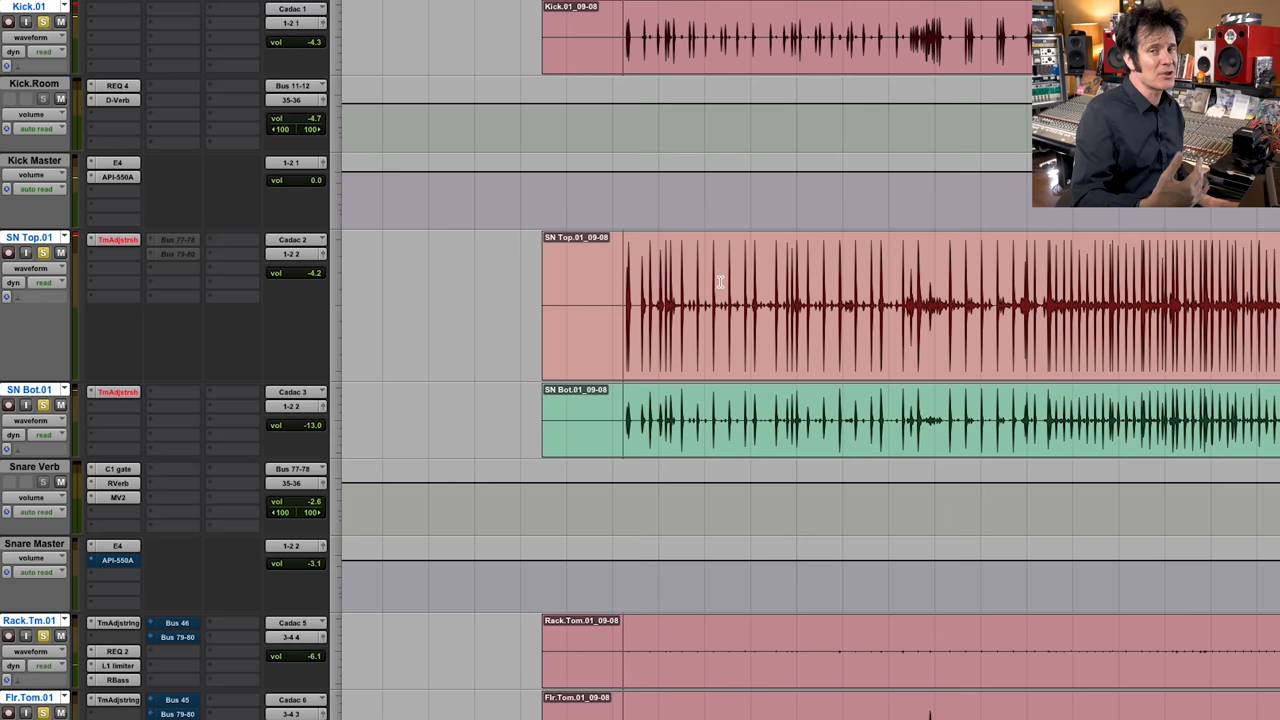 Kick.01
Cadac 1
Kick.01_09-08
I S M
1-2 1
waveform
vol -4.3
dyn read
Kick.Room
REQ 4
Bus 11-12
S M
D-Verb
35-36
volume
vol -4.7
auto read
100 100
Kick Master
E4
1-2 1
volume
API-550A
vol 0.0
auto read
SN Top.01
TmAdjstrsh
Bus 77-78
Cadac 2
SN Top.01_09-08
I S M
Bus 79-80
1-2 2
waveform
vol -4.2
dyn read
SN Bot.01
TmAdjstrsh
Cadac 3
SN Bot.01_09-08
I S M
1-2 2
waveform
vol -13.0
dyn read
Snare Verb
C1 gate
Bus 77-78
S M
RVerb
35-36
volume
MV2
vol -2.6
auto read
100 100
Snare Master
E4
1-2 2
volume
API-550A
vol -3.1
auto read
Rack.Tm.01
TmAdjstring
Bus 46
Cadac 5
Rack.Tom.01_09-08
I S M
Bus 79-80
3-4 4
waveform
REQ 2
vol -6.1
dyn read
L1 limiter
RBass
Flr.Tom.01
TmAdjstring
Bus 45
Cadac 6
Flr.Tom.01_09-08
I S M
Bus 79-80
3-4 3